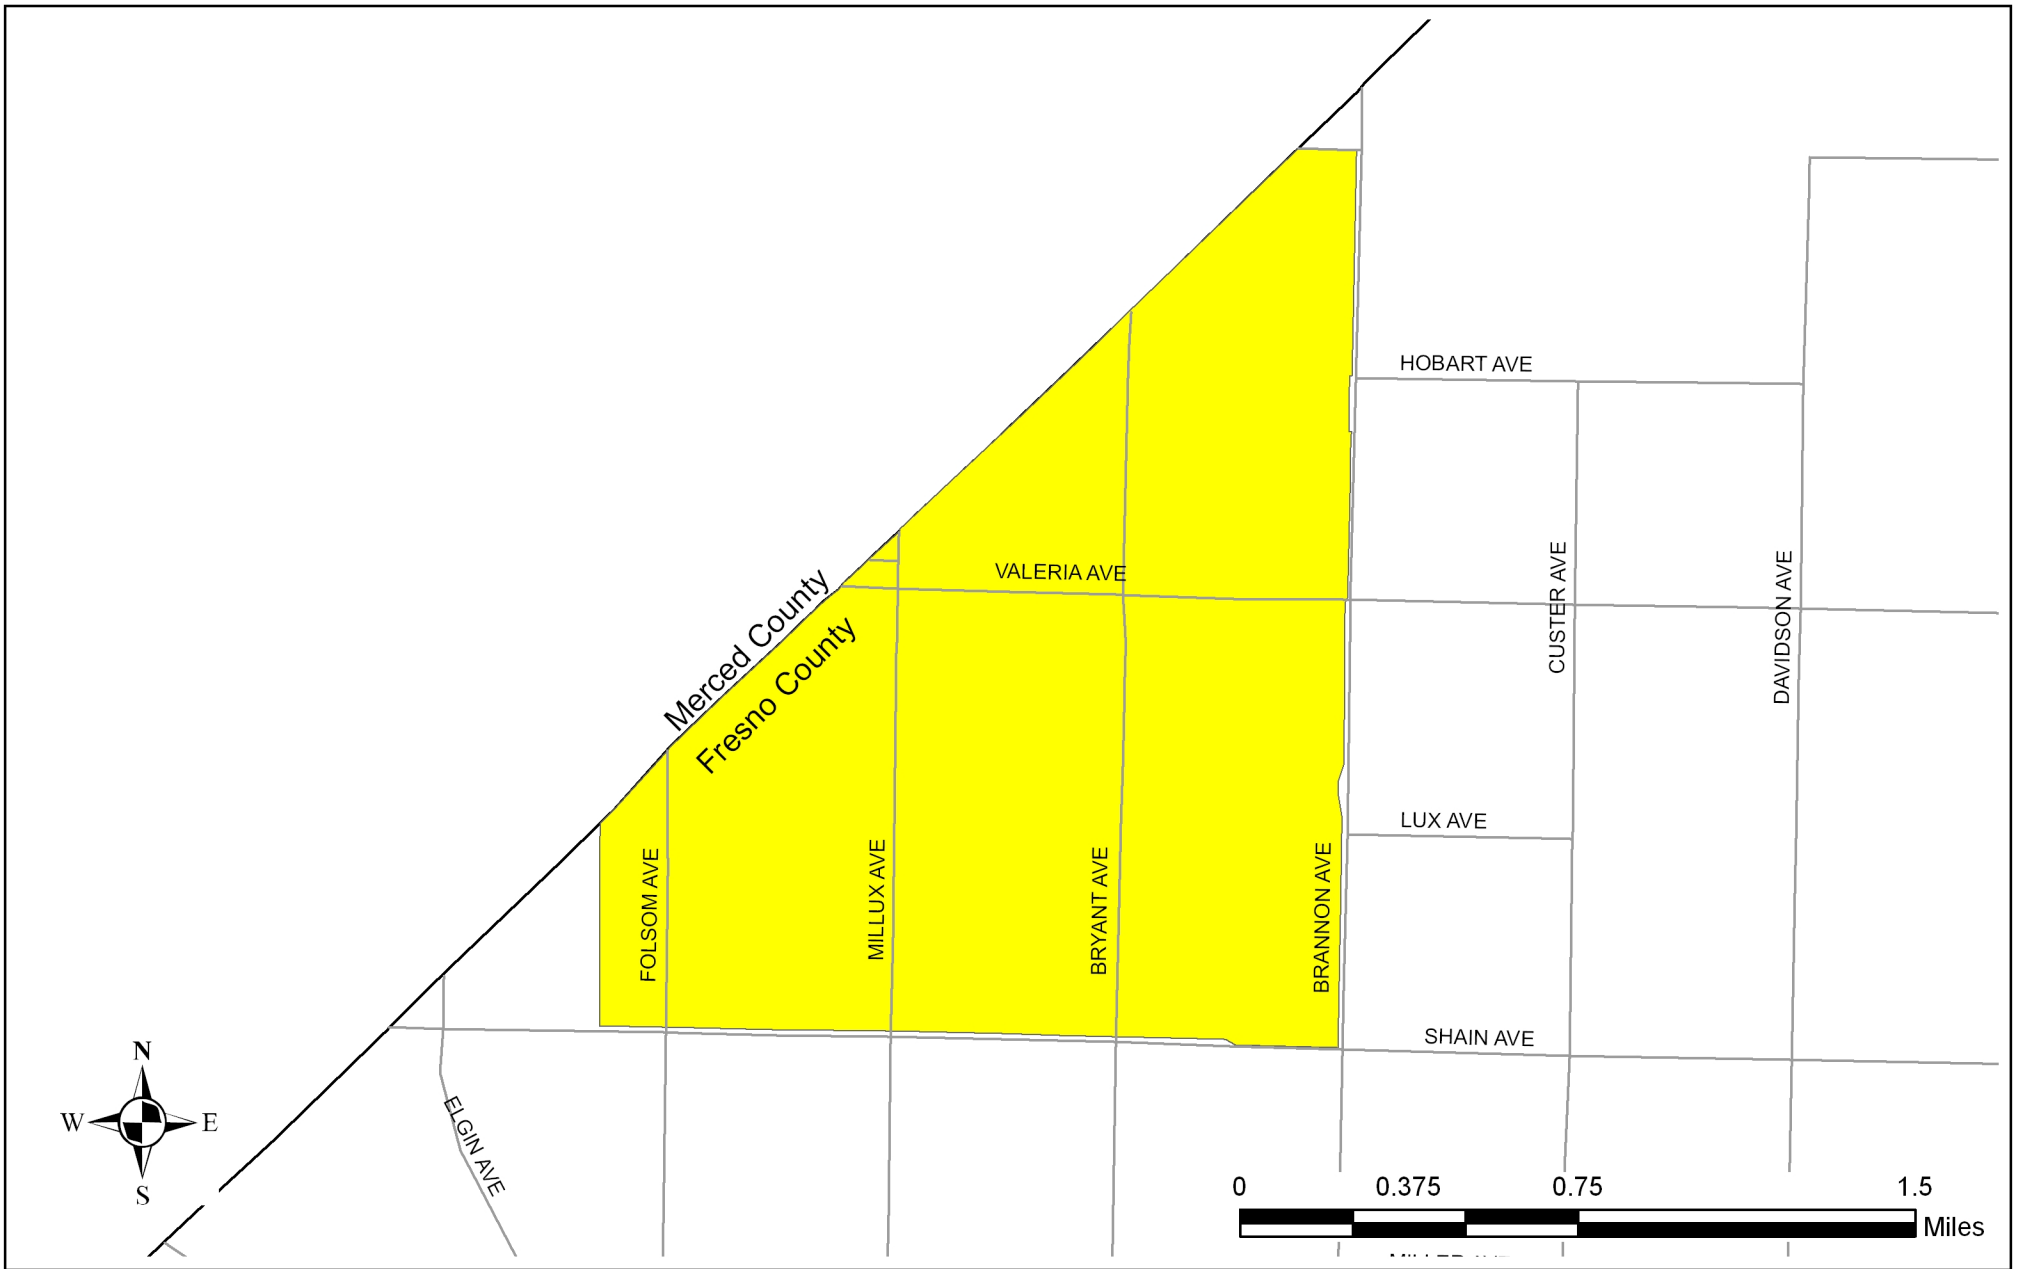 HOBART AVE
VALERIA AVE
CUSTER AVE
DAVIDSON AVE
Merced County
Fresno County
LUX AVE
FOLSOM AVE
MILLUX AVE
BRYANT AVE
BRANNON AVE
SHAIN AVE
ELGIN AVE
N
W E
S
0 0.375 0.75 1.5
Miles